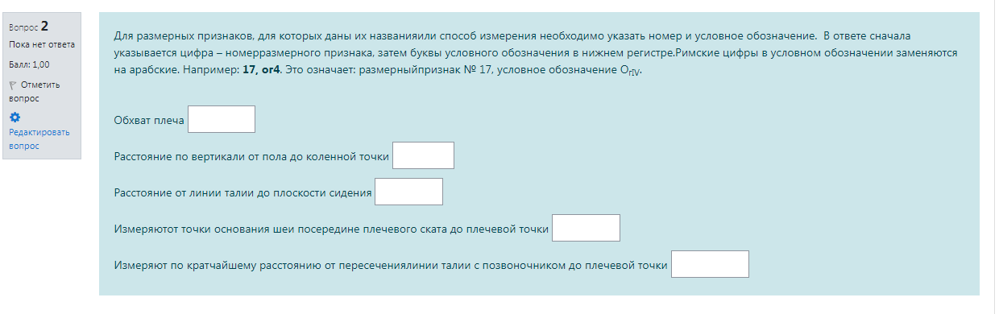 Вопрос 2
Пока нет ответа
Балл: 1,00
Отметить
вопрос
Редактировать
вопрос
Для размерных признаков, для которых даны их названияили способ измерения необходимо указать номер и условное обозначение. В ответе сначала
указывается цифра – номерразмерного признака, затем буквы условного обозначения в нижнем регистре.Римские цифры в условном обозначении заменяются
на арабские. Например: 17, ог4. Это означает: размерныйпризнак № 17, условное обозначение ОгIV.
Обхват плеча
Расстояние по вертикали от пола до коленной точки
Расстояние от линии талии до плоскости сидения
Измеряютот точки основания шеи посередине плечевого ската до плечевой точки
Измеряют по кратчайшему расстоянию от пересечениялинии талии с позвоночником до плечевой точки